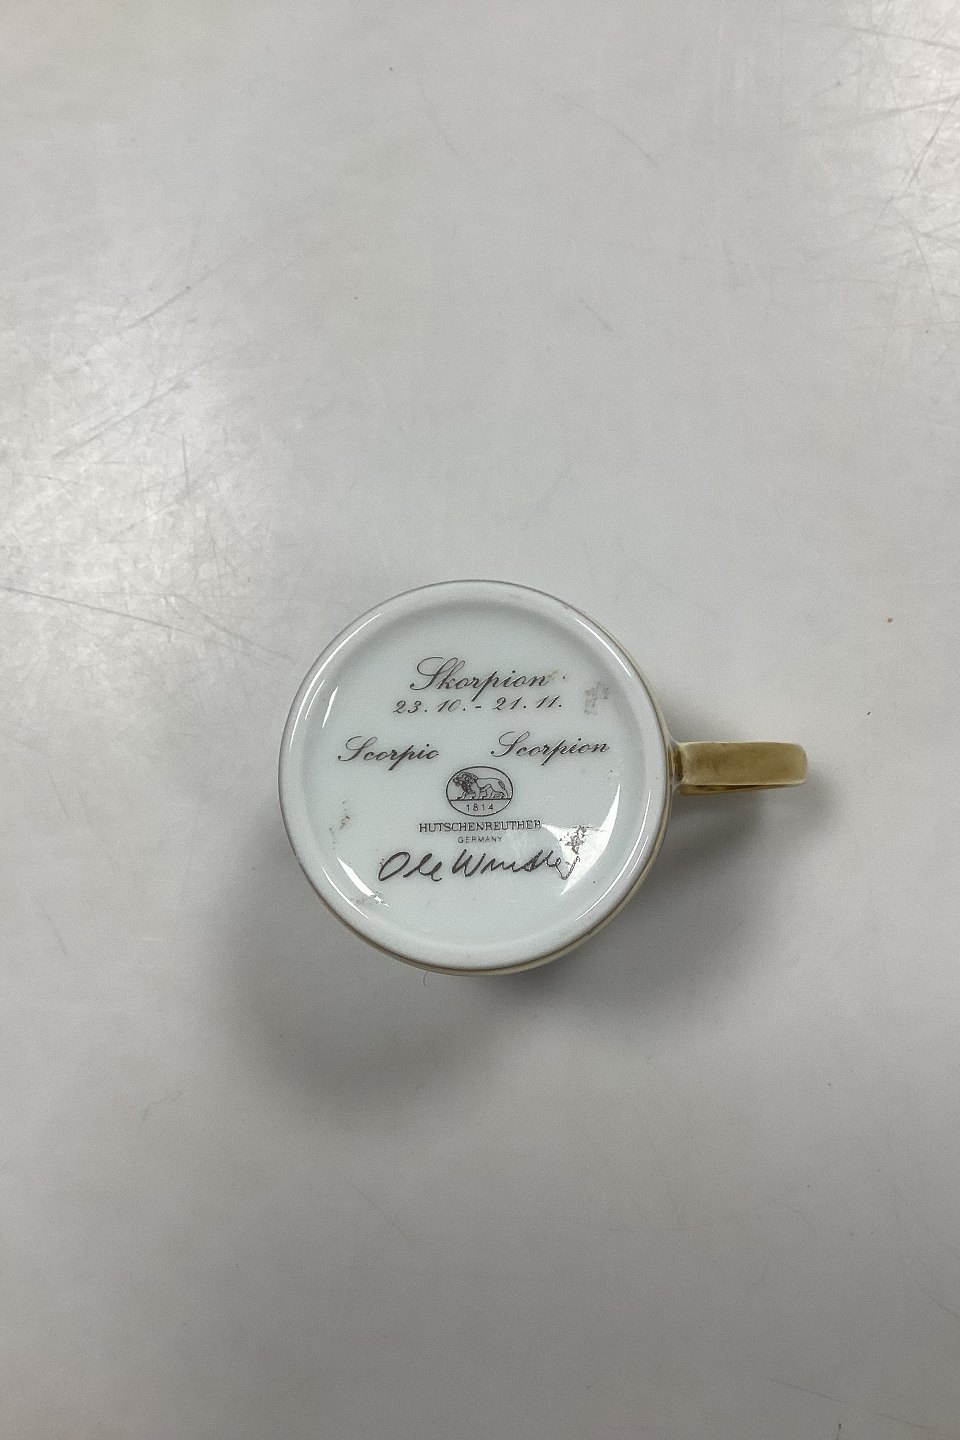 Skorpion
23. 10. - 21. 11.
Scorpio Scorpion
1814
HUTSCHENREUTHER
GERMANY
Ole Winther